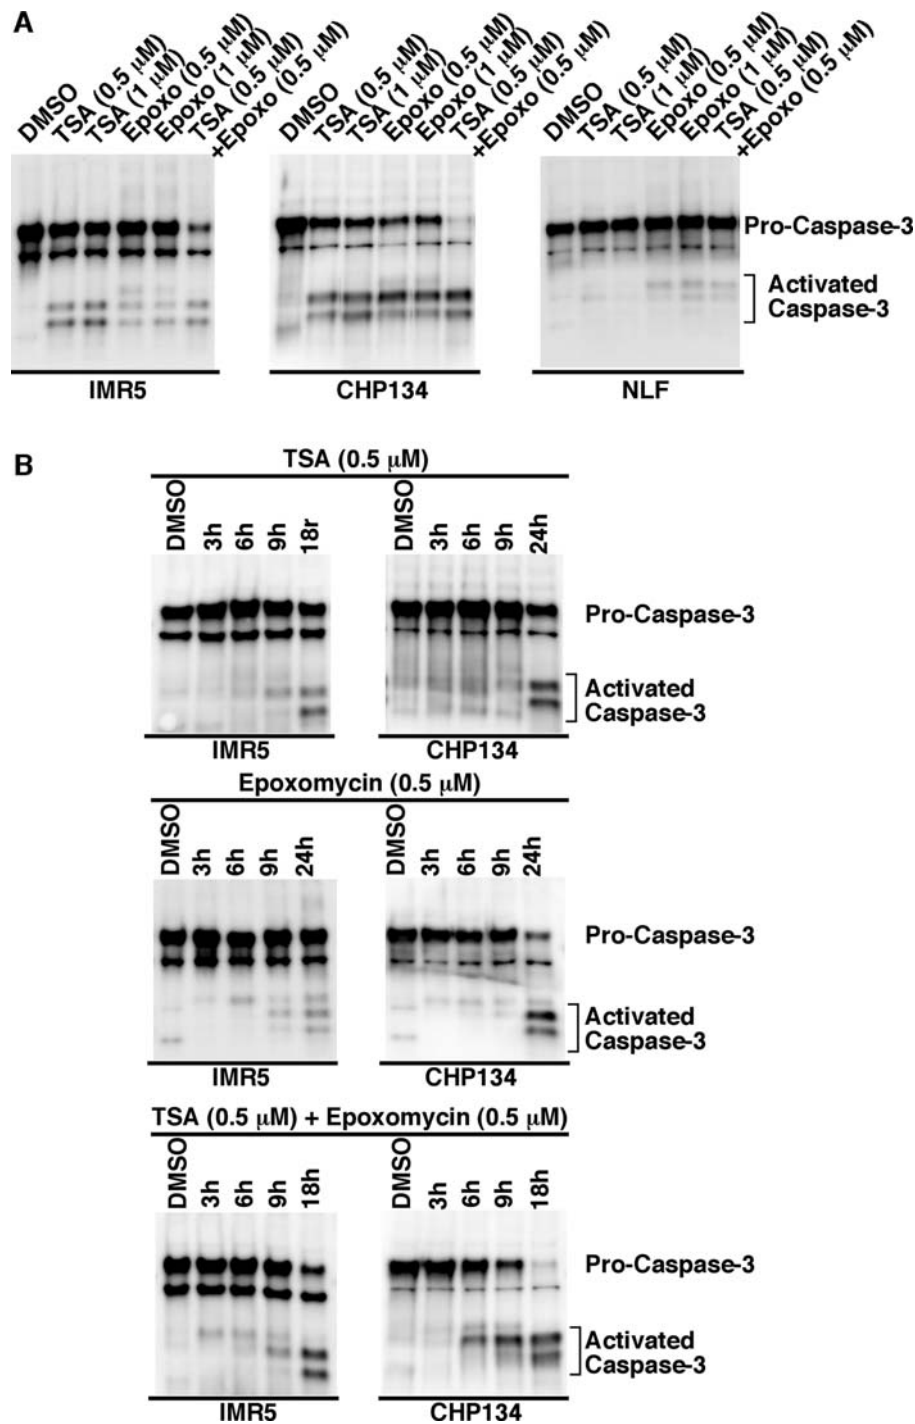 A
DMSO
TSA (0.5 μM)
TSA (1 μM)
Epoxo (0.5 μM)
Epoxo (1 μM)
TSA (0.5 μM)
+Epoxo (0.5 μM)
DMSO
TSA (0.5 μM)
TSA (1 μM)
Epoxo (0.5 μM)
Epoxo (1 μM)
TSA (0.5 μM)
+Epoxo (0.5 μM)
DMSO
TSA (0.5 μM)
TSA (1 μM)
Epoxo (0.5 μM)
Epoxo (1 μM)
TSA (0.5 μM)
+Epoxo (0.5 μM)
Pro-Caspase-3
Activated
Caspase-3
IMR5 CHP134 NLF
B
TSA (0.5 μM)
DMSO 3h 6h 9h 18r DMSO 3h 6h 9h 24h
Pro-Caspase-3
Activated
Caspase-3
IMR5 CHP134
Epoxomycin (0.5 μM)
DMSO 3h 6h 9h 24h DMSO 3h 6h 9h 24h
Pro-Caspase-3
Activated
Caspase-3
IMR5 CHP134
TSA (0.5 μM) + Epoxomycin (0.5 μM)
DMSO 3h 6h 9h 18h DMSO 3h 6h 9h 18h
Pro-Caspase-3
Activated
Caspase-3
IMR5 CHP134